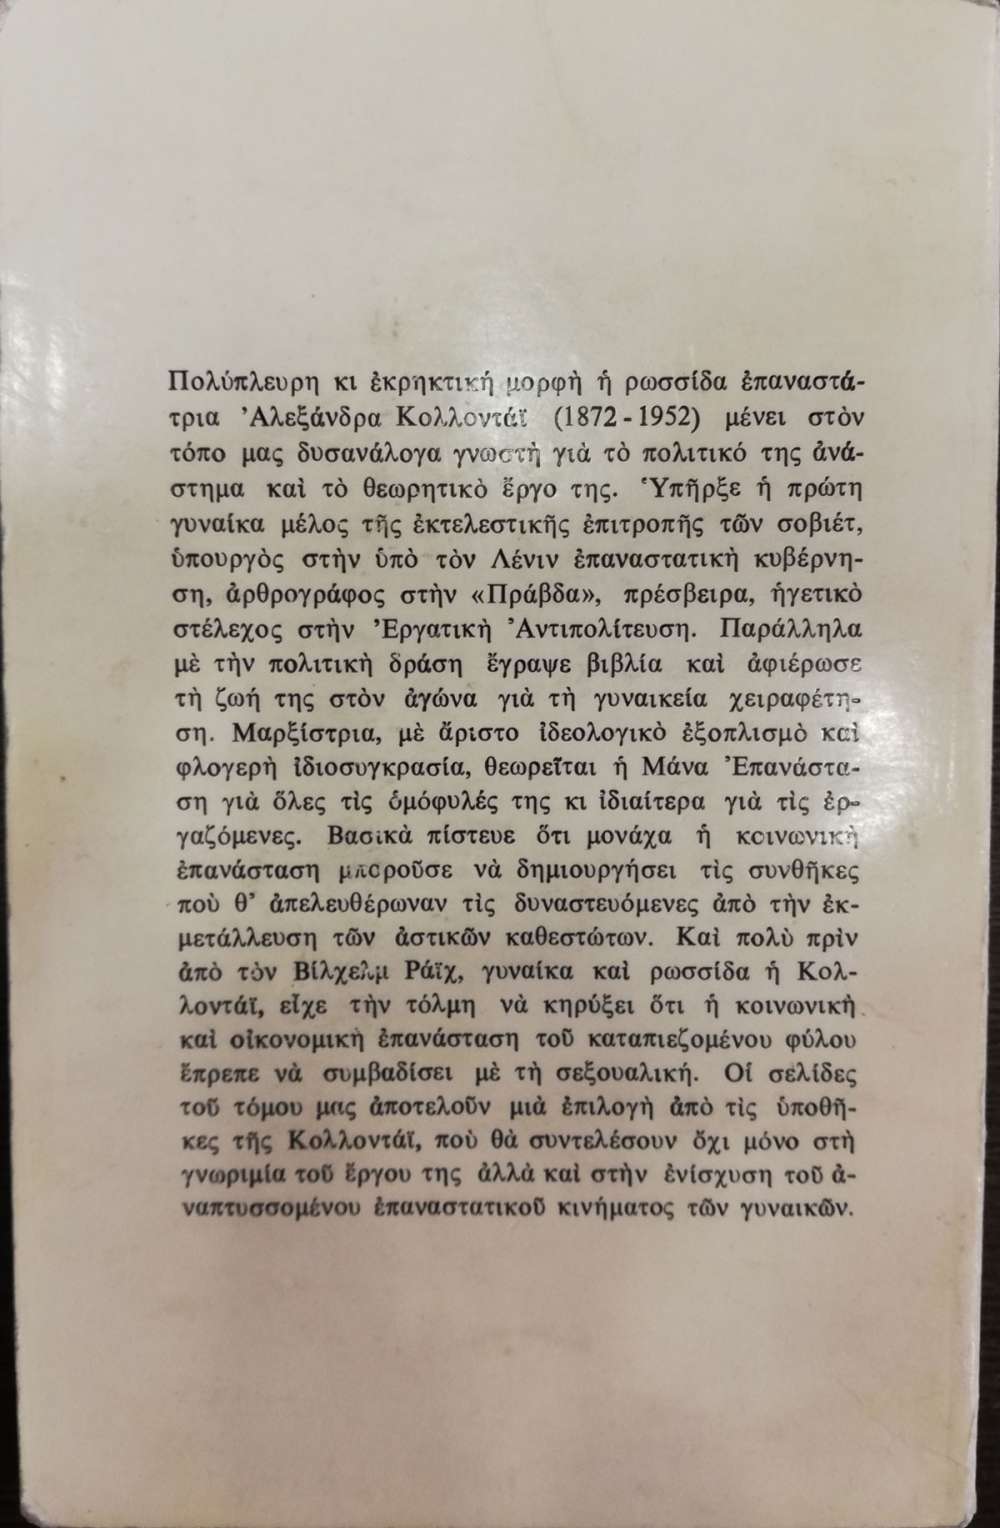 Πολύπλευρη κι ἐκρηκτική μορφὴ ἡ ρωσσίδα ἐπαναστά-
τρια Ἀλεξάνδρα Κολλοντάϊ (1872 - 1952) μένει στὸν
τόπο μας δυσανάλογα γνωστὴ γιὰ τὸ πολιτικό της ἀνά-
στημα καὶ τὸ θεωρητικὸ ἔργο της. Ὑπῆρξε ἡ πρώτη
γυναίκα μέλος τῆς ἐκτελεστικῆς ἐπιτροπῆς τῶν σοβιέτ,
ὑπουργὸς στὴν ὑπὸ τὸν Λένιν ἐπαναστατικὴ κυβέρνη-
ση, ἀρθρογράφος στὴν «Πράβδα», πρέσβειρα, ἡγετικὸ
στέλεχος στὴν Ἐργατικὴ Ἀντιπολίτευση. Παράλληλα
μὲ τὴν πολιτικὴ δράση ἔγραψε βιβλία καὶ ἀφιέρωσε
τὴ ζωή της στὸν ἀγώνα γιὰ τὴ γυναικεία χειραφέτη-
ση. Μαρξίστρια, μὲ ἄριστο ἰδεολογικὸ ἐξοπλισμὸ καὶ
φλογερὴ ἰδιοσυγκρασία, θεωρεῖται ἡ Μάνα Ἐπανάστα-
ση γιὰ ὅλες τὶς ὁμόφυλές της κι ἰδιαίτερα γιὰ τὶς ἐρ-
γαζόμενες. Βασικὰ πίστευε ὅτι μονάχα ἡ κοινωνικὴ
ἐπανάσταση μποροῦσε νὰ δημιουργήσει τὶς συνθῆκες
ποὺ θ' ἀπελευθέρωναν τὶς δυναστευόμενες ἀπὸ τὴν ἐκ-
μετάλλευση τῶν ἀστικῶν καθεστώτων. Καὶ πολὺ πρὶν
ἀπὸ τὸν Βίλχελμ Ράϊχ, γυναίκα καὶ ρωσσίδα ἡ Κολ-
λοντάϊ, εἶχε τὴν τόλμη νὰ κηρύξει ὅτι ἡ κοινωνικὴ
καὶ οἰκονομικὴ ἐπανάσταση τοῦ καταπιεζομένου φύλου
ἔπρεπε νὰ συμβαδίσει μὲ τὴ σεξουαλική. Οἱ σελίδες
τοῦ τόμου μας ἀποτελοῦν μιὰ ἐπιλογὴ ἀπὸ τὶς ὑποθῆ-
κες τῆς Κολλοντάϊ, ποὺ θὰ συντελέσουν ὄχι μόνο στὴ
γνωριμία τοῦ ἔργου της ἀλλὰ καὶ στὴν ἐνίσχυση τοῦ ἀ-
ναπτυσσομένου ἐπαναστατικοῦ κινήματος τῶν γυναικῶν.